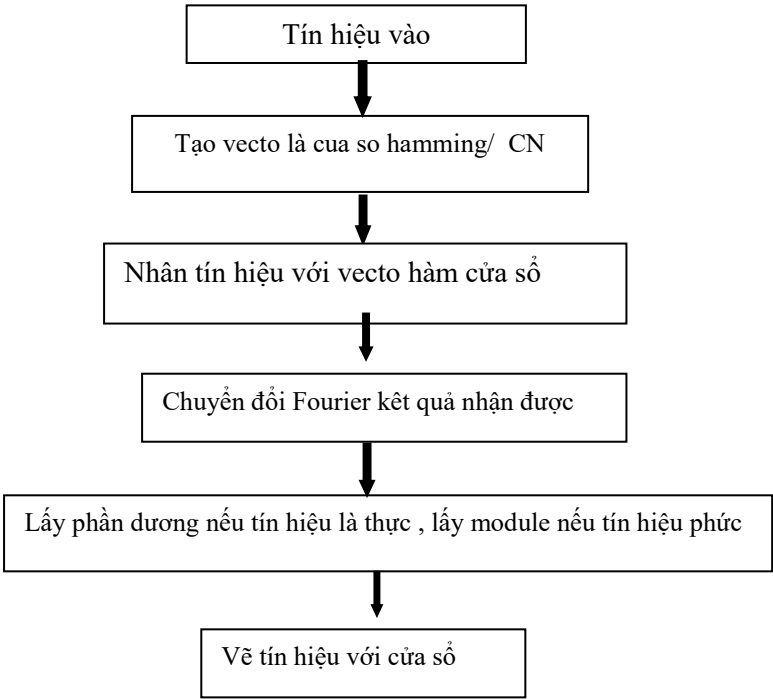 Tín hiệu vào
Tạo vecto là cua so hamming/ CN
Nhân tín hiệu với vecto hàm cửa sổ
Chuyển đổi Fourier kêt quả nhận được
Lấy phần dương nếu tín hiệu là thực , lấy module nếu tín hiệu phức
Vẽ tín hiệu với cửa sổ